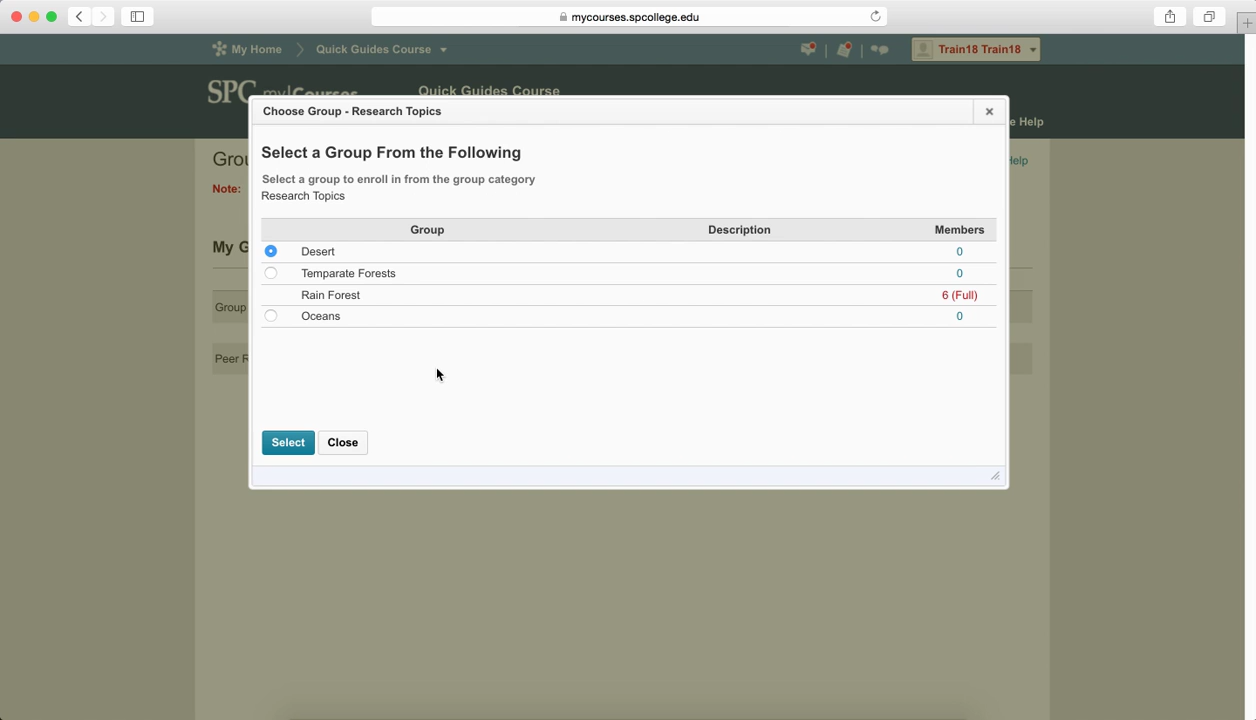 mycourses.spcollege.edu
My Home
Quick Guides Course
Train18 Train18
SPC my|Courses
Quick Guides Course
Choose Group - Research Topics
Help
Help
Note:
Select a Group From the Following
Select a group to enroll in from the group category
Research Topics
Group Description Members
Desert 0
Temparate Forests 0
Rain Forest 6 (Full)
Oceans 0
My
Group
Peer
Select
Close